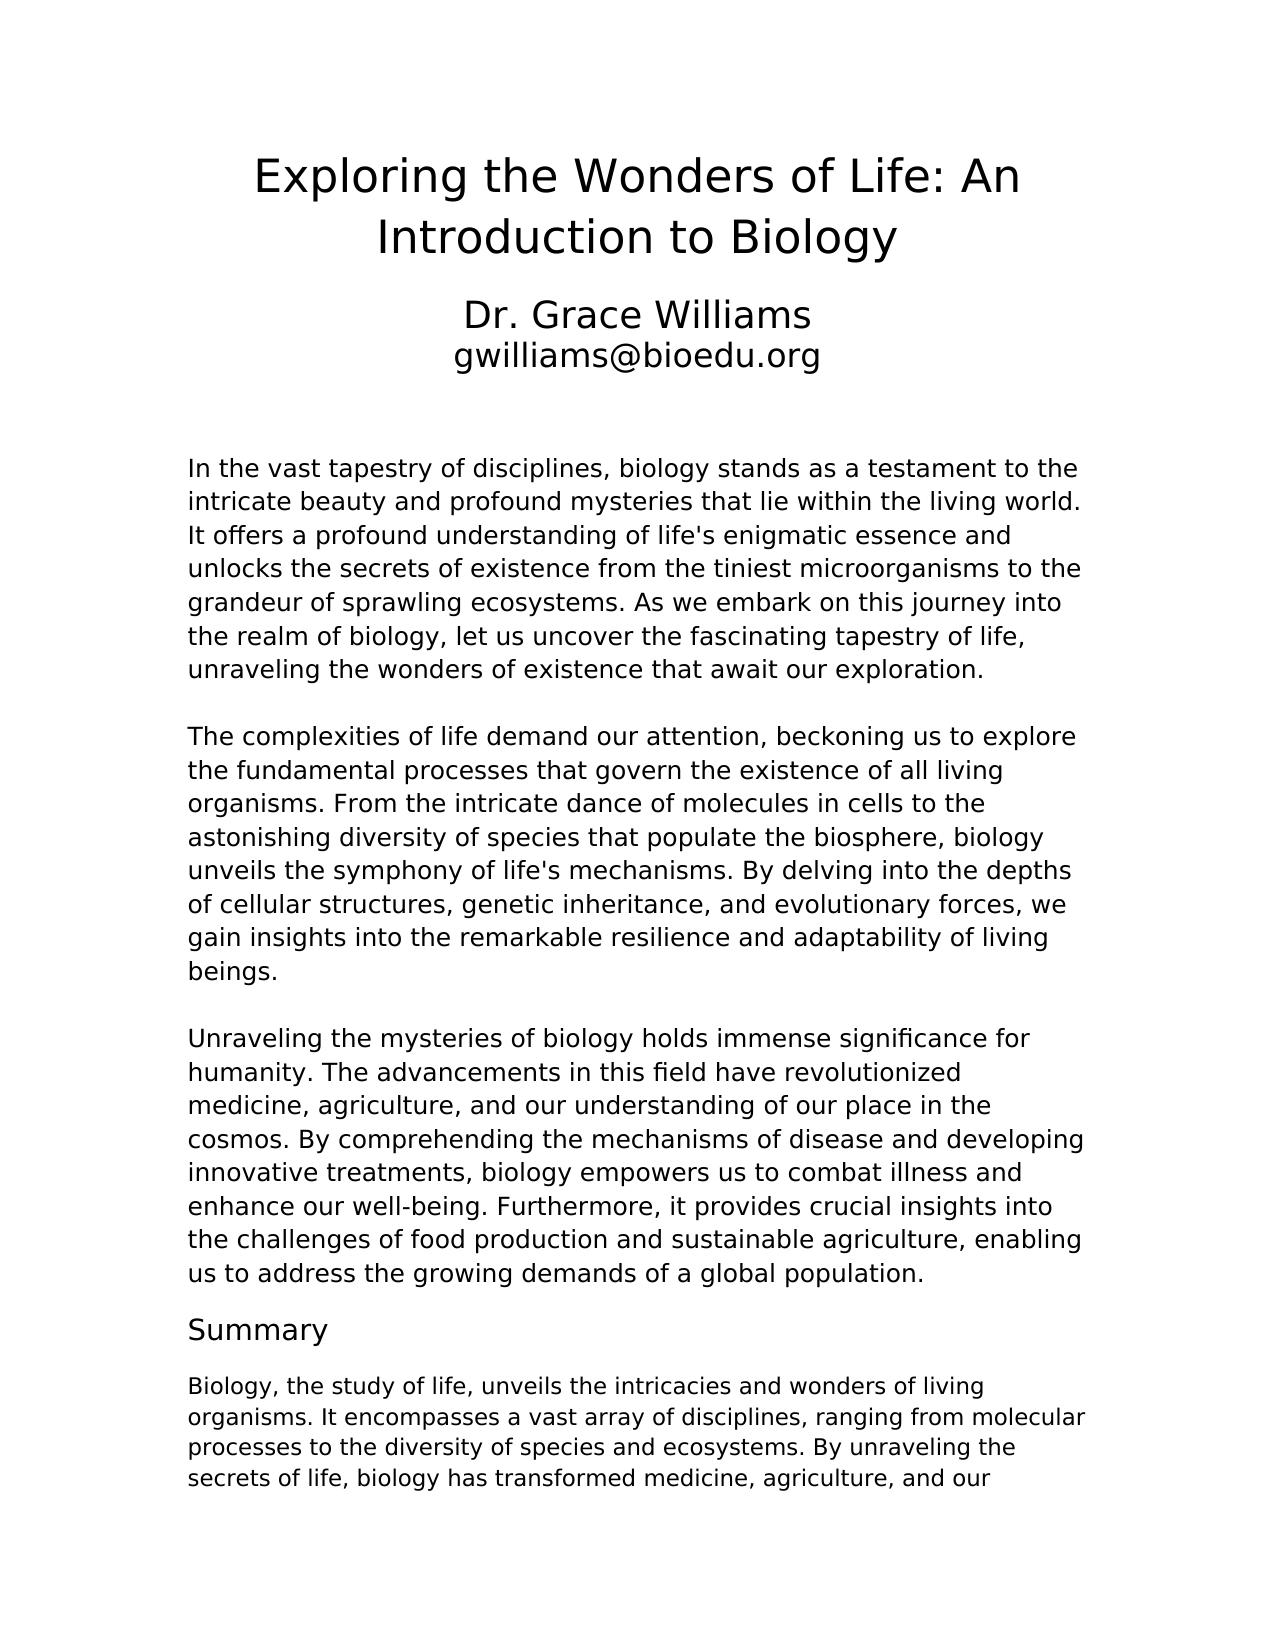 Exploring the Wonders of Life: An
Introduction to Biology
Dr. Grace Williams
gwilliams@bioedu.org
In the vast tapestry of disciplines, biology stands as a testament to the
intricate beauty and profound mysteries that lie within the living world.
It offers a profound understanding of life's enigmatic essence and
unlocks the secrets of existence from the tiniest microorganisms to the
grandeur of sprawling ecosystems. As we embark on this journey into
the realm of biology, let us uncover the fascinating tapestry of life,
unraveling the wonders of existence that await our exploration.
The complexities of life demand our attention, beckoning us to explore
the fundamental processes that govern the existence of all living
organisms. From the intricate dance of molecules in cells to the
astonishing diversity of species that populate the biosphere, biology
unveils the symphony of life's mechanisms. By delving into the depths
of cellular structures, genetic inheritance, and evolutionary forces, we
gain insights into the remarkable resilience and adaptability of living
beings.
Unraveling the mysteries of biology holds immense significance for
humanity. The advancements in this field have revolutionized
medicine, agriculture, and our understanding of our place in the
cosmos. By comprehending the mechanisms of disease and developing
innovative treatments, biology empowers us to combat illness and
enhance our well-being. Furthermore, it provides crucial insights into
the challenges of food production and sustainable agriculture, enabling
us to address the growing demands of a global population.
Summary
Biology, the study of life, unveils the intricacies and wonders of living
organisms. It encompasses a vast array of disciplines, ranging from molecular
processes to the diversity of species and ecosystems. By unraveling the
secrets of life, biology has transformed medicine, agriculture, and our